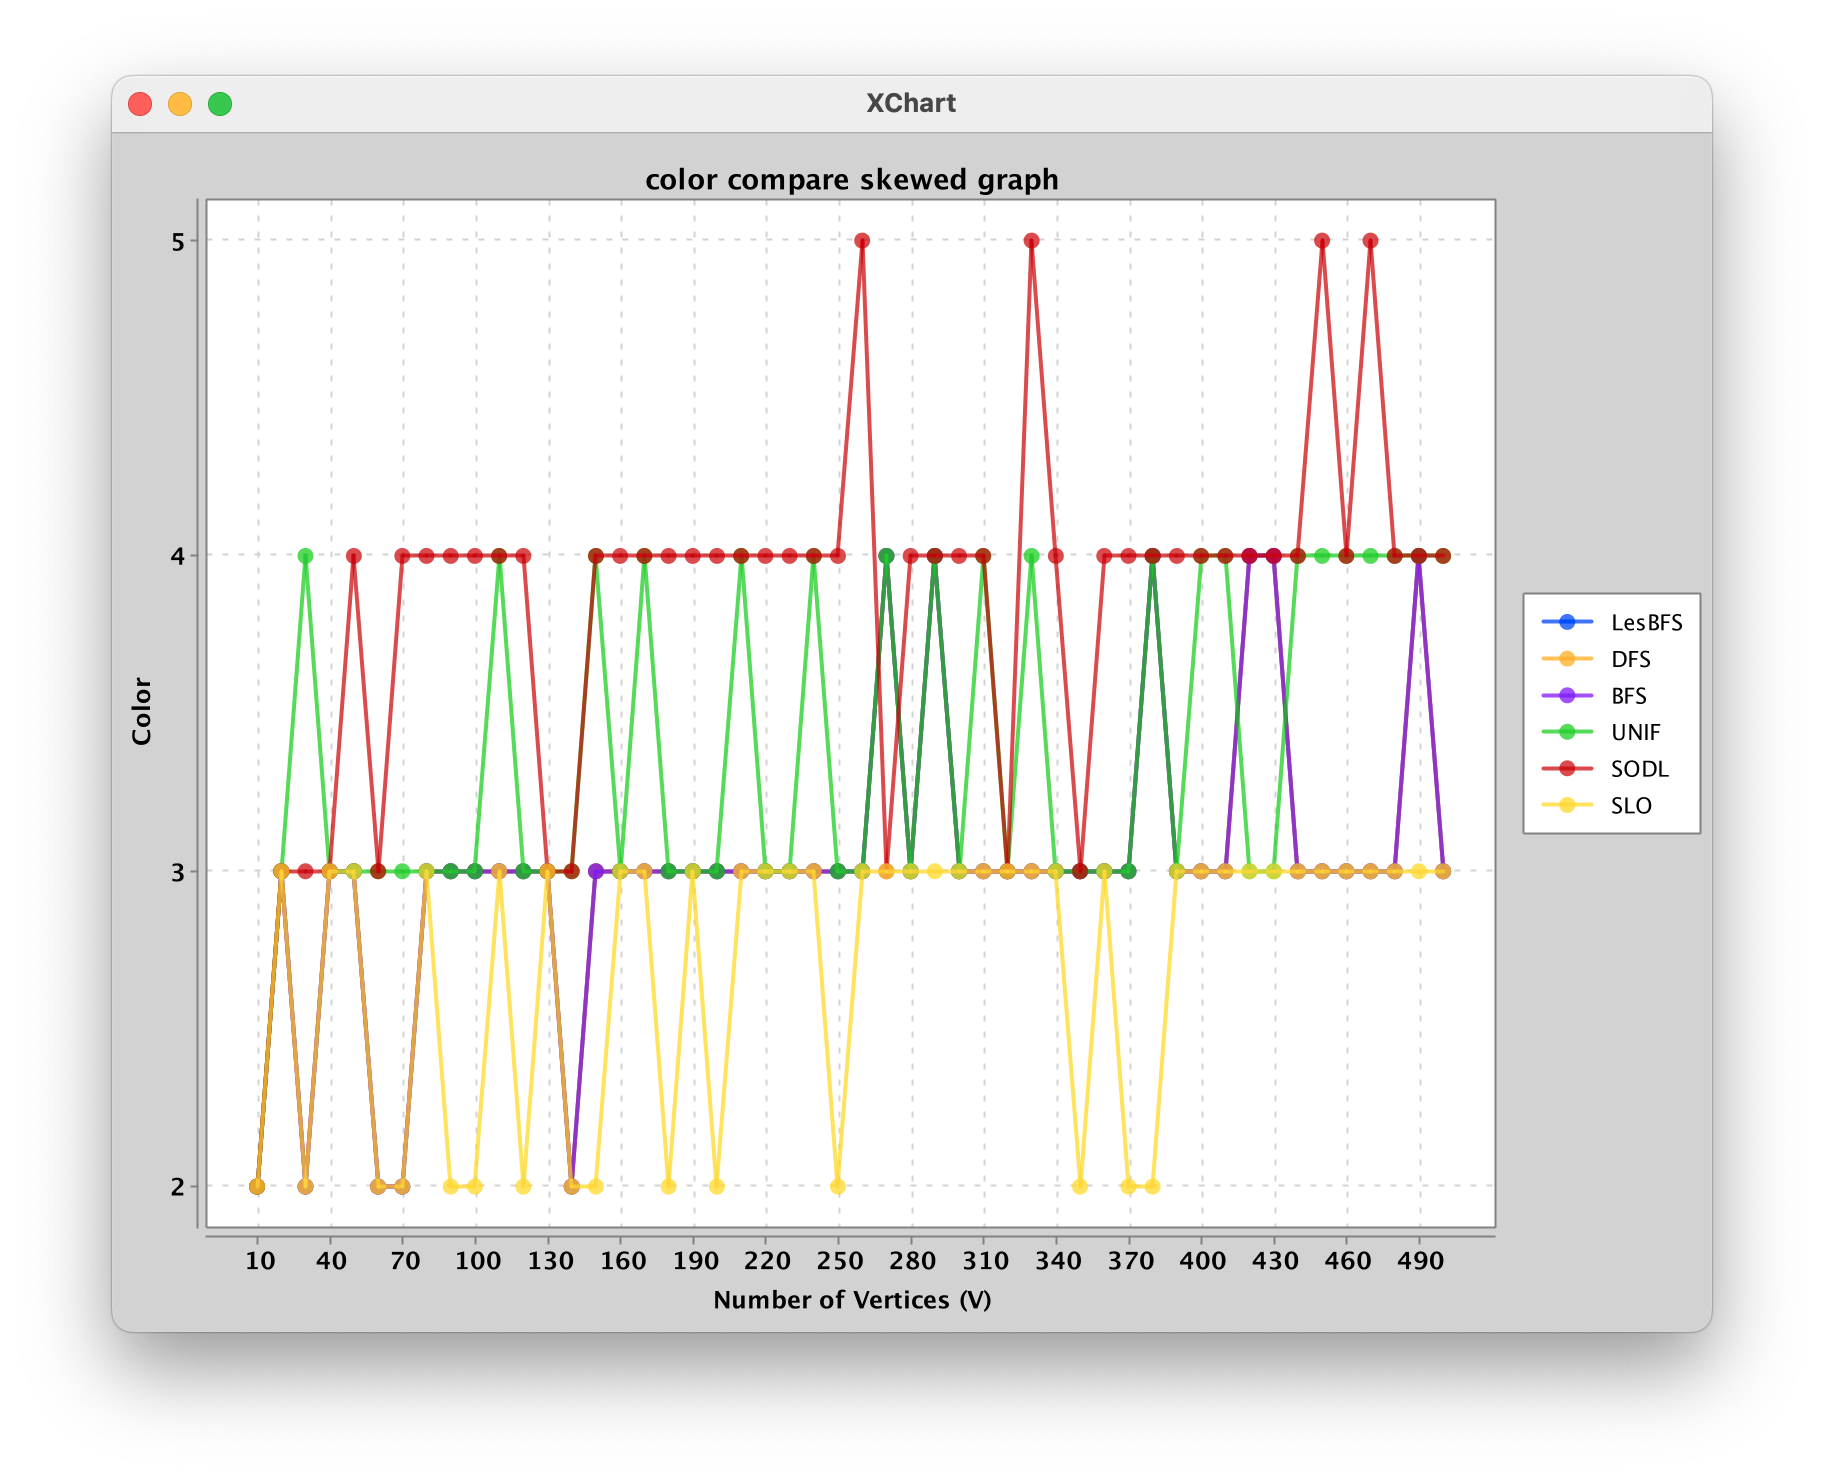 XChart
color compare skewed graph
5
4
3
2
Color
10 40 70 100 130 160 190 220 250 280 310 340 370 400 430 460 490
Number of Vertices (V)
LesBFS
DFS
BFS
UNIF
SODL
SLO